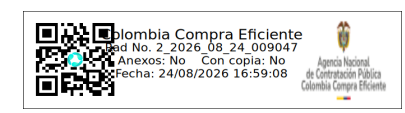 Colombia Compra Eficiente
Rad No. 2_2026_08_24_009047
Anexos: No Con copia: No
Fecha: 24/08/2026 16:59:08
Agencia Nacional
de Contratación Pública
Colombia Compra Eficiente